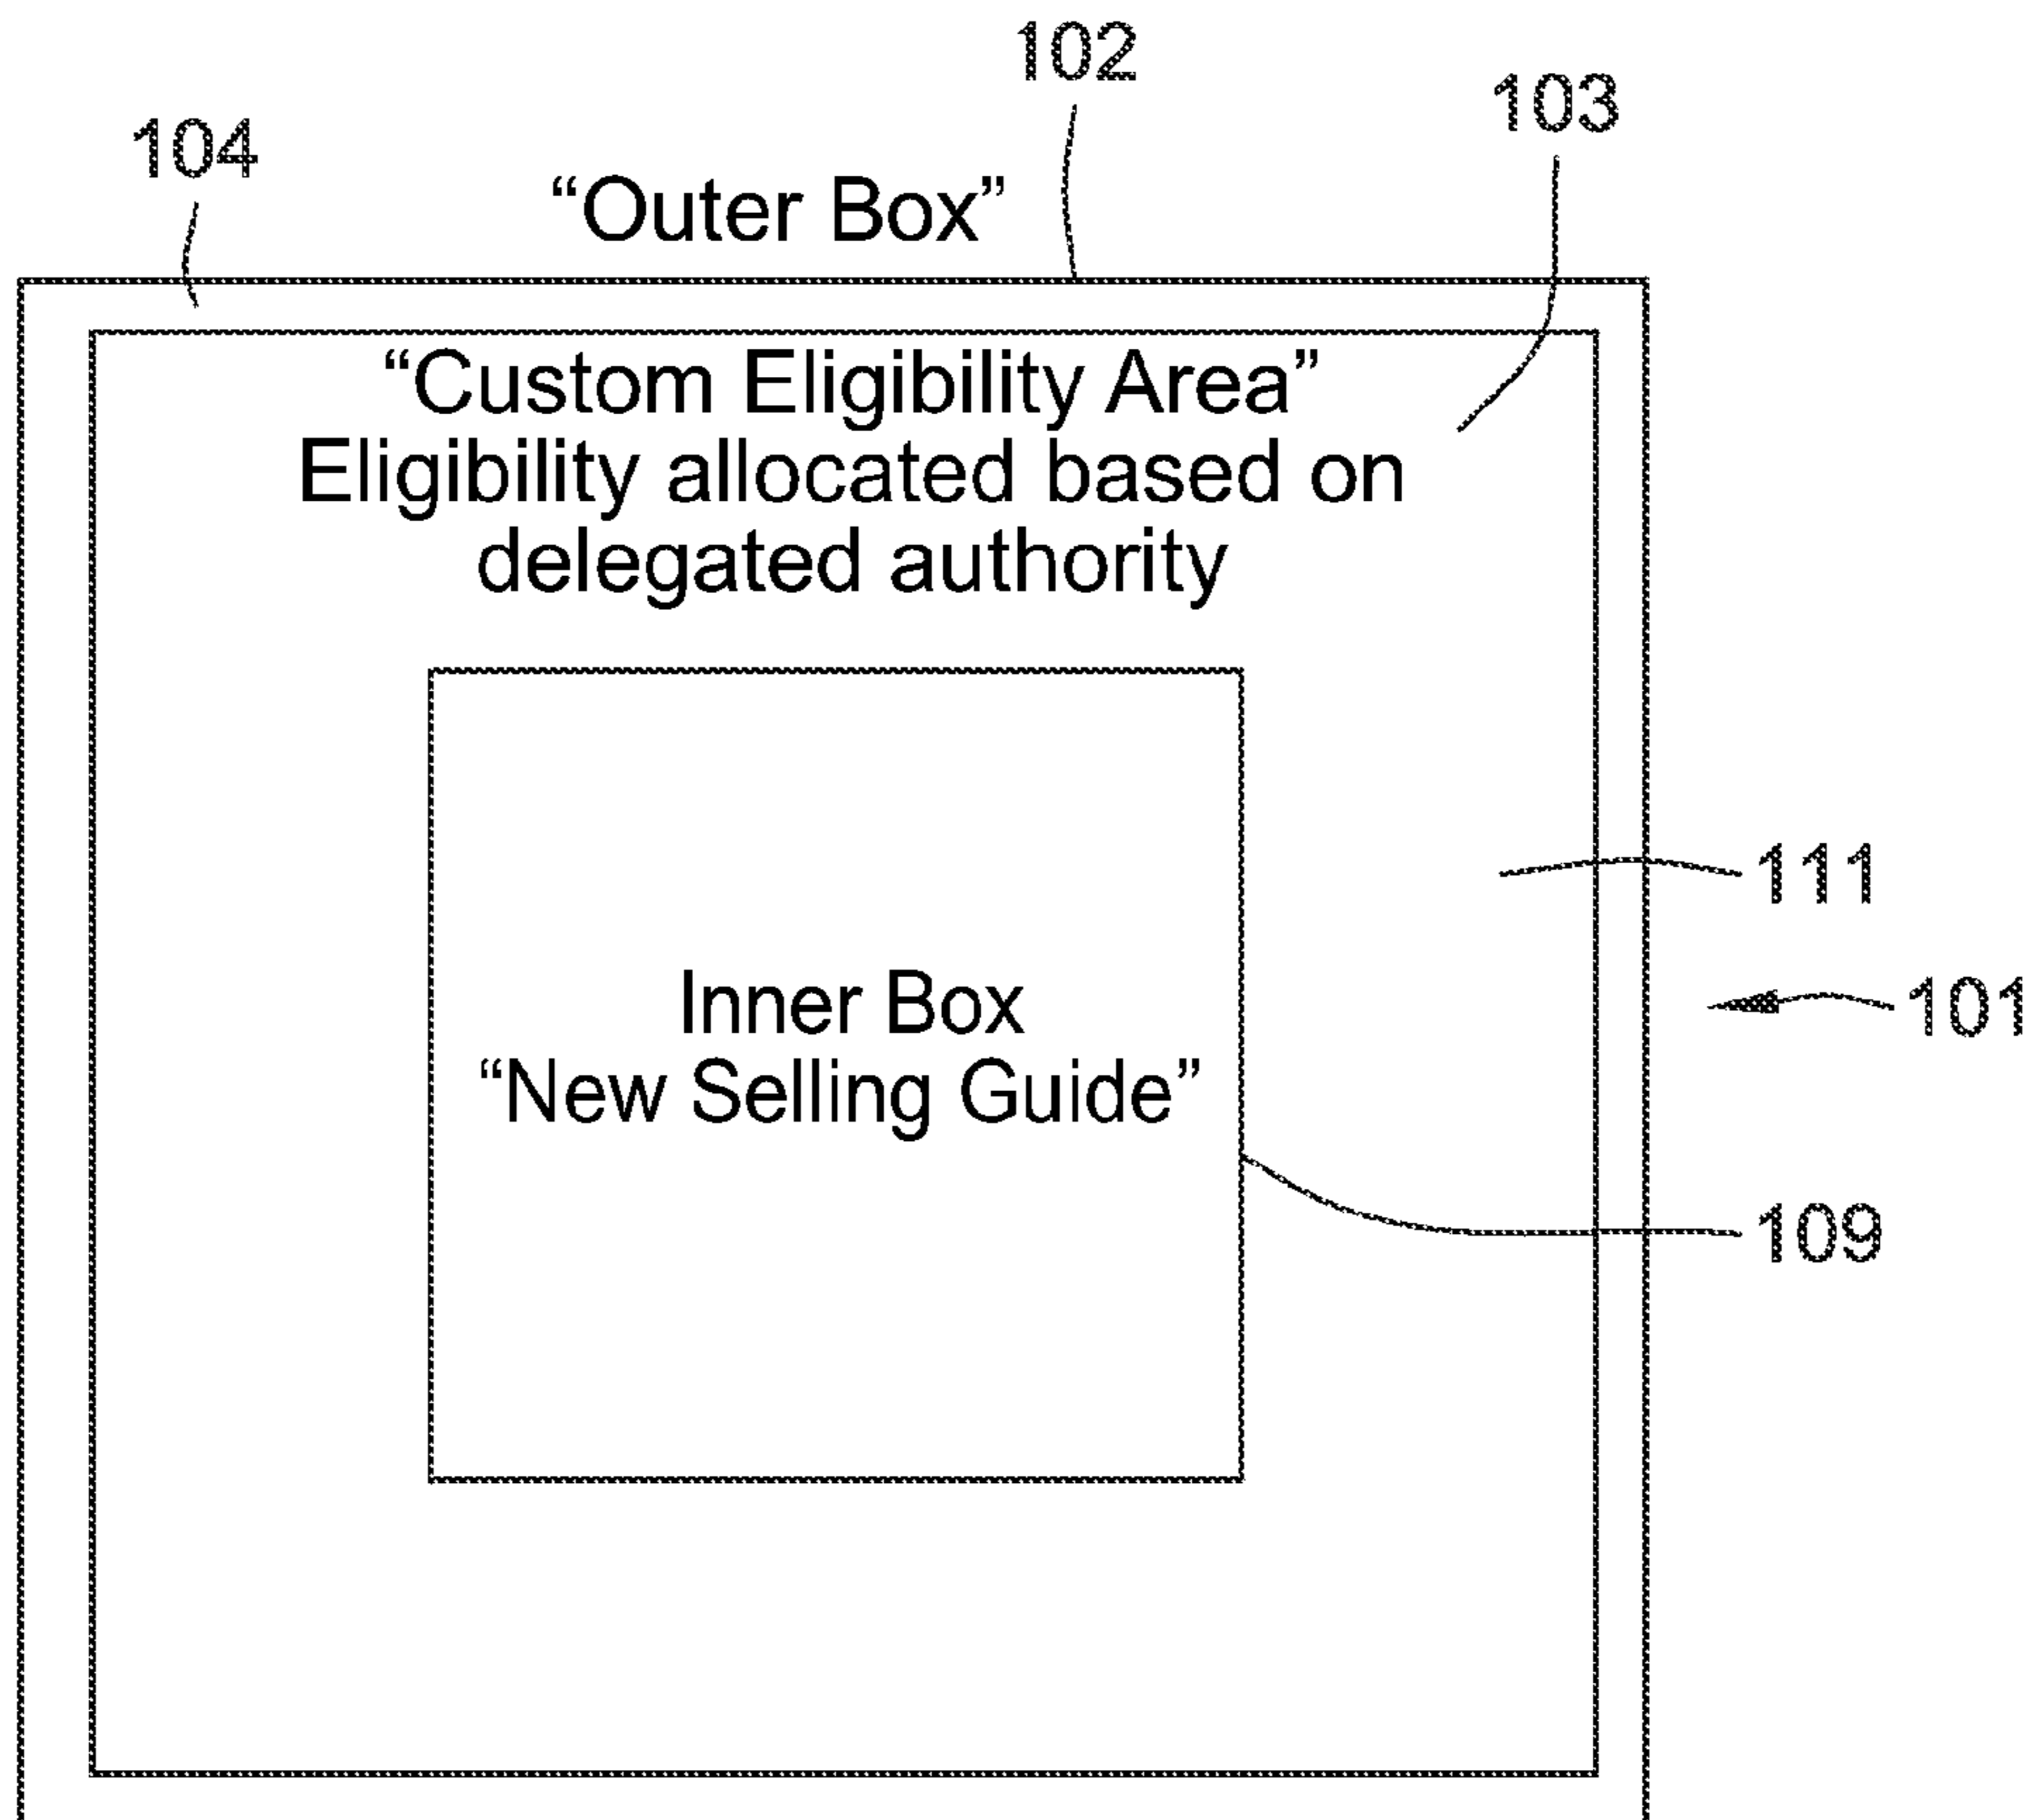 102
103
104
“Outer Box”
“Custom Eligibility Area”
Eligibility allocated based on
delegated authority
111
Inner Box
101
“New Selling Guide”
109